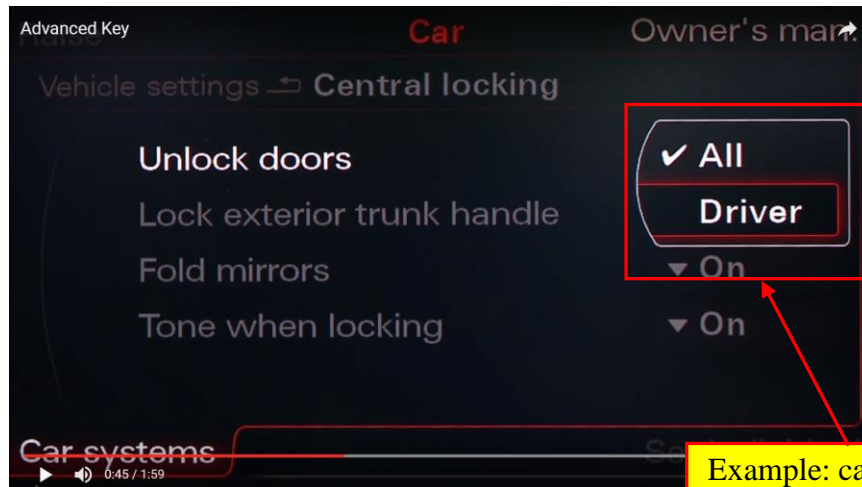 Advanced Key
Car
Owner's man.
Vehicle settings Central locking
Unlock doors
✔ All
Driver
Lock exterior trunk handle
Fold mirrors
▼ On
Tone when locking
▼ On
Car systems
0:45 / 1:59
Example: ca